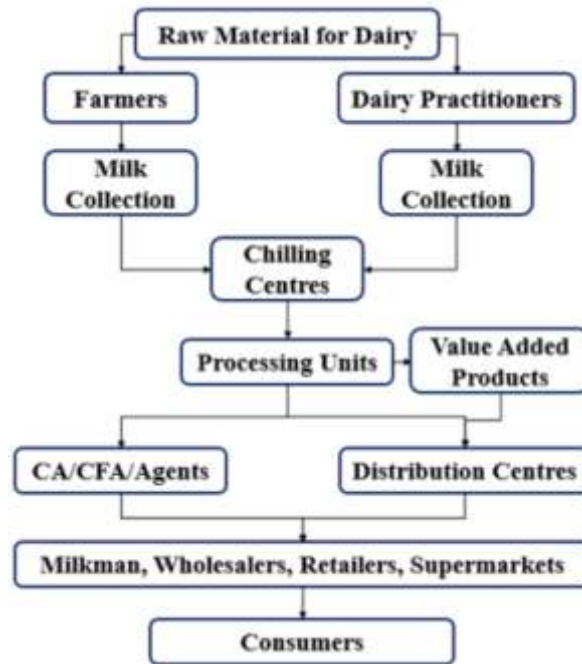 Raw Material for Dairy
Farmers
Dairy Practitioners
Milk
Collection
Milk
Collection
Chilling
Centres
Processing Units
Value Added
Products
CA/CFA/Agents
Distribution Centres
Milkman, Wholesalers, Retailers, Supermarkets
Consumers